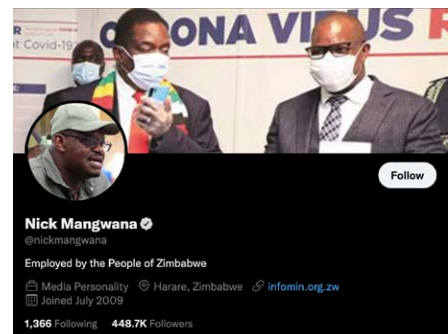 CORONA VIRUS R
t Covid-19
Follow
Nick Mangwana
@nickmangwana
Employed by the People of Zimbabwe
Media Personality Harare, Zimbabwe infomin.org.zw
Joined July 2009
1,366 Following 448.7K Followers